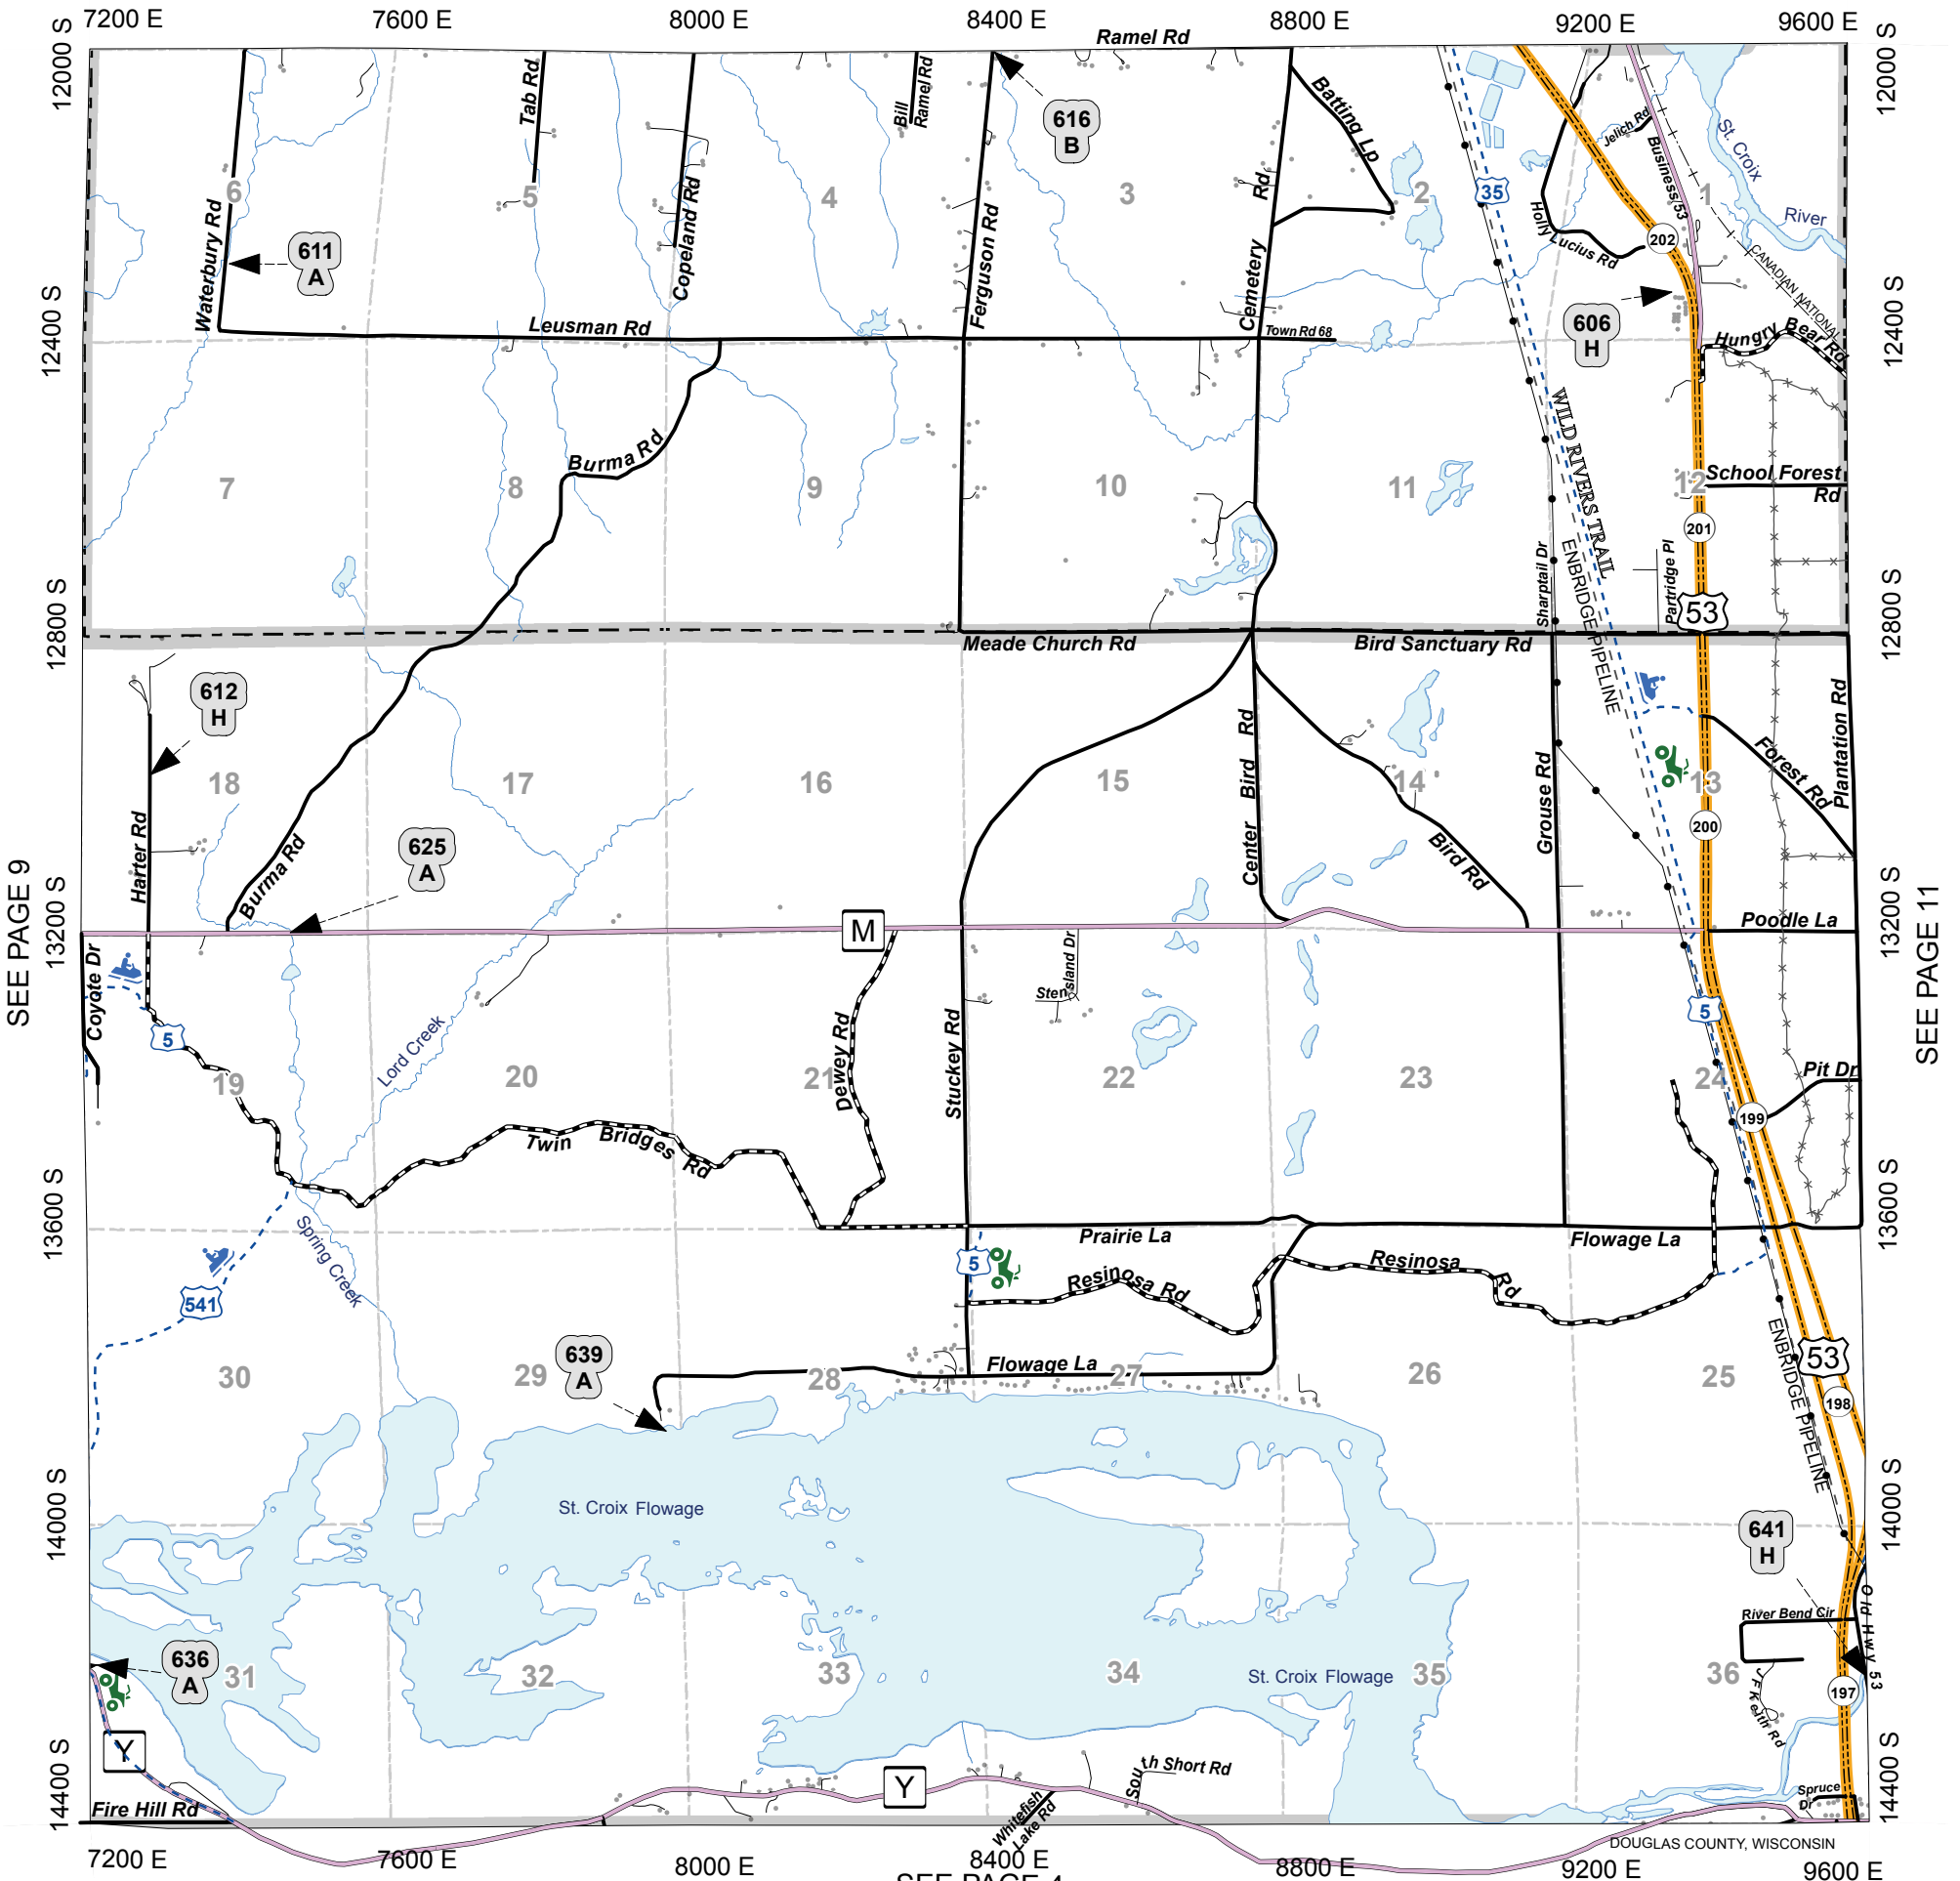 7200 E 7600 E 8000 E 8400 E 8800 E 9200 E 9600 E
12000 S
12000 S
Ramel Rd
Tab Rd
Bill
Ramel Rd
616
B
Batting Lp
35
Jelich Rd
Business 53
St. Croix
River
1
6
5
4
3
2
Waterbury Rd
611
A
Copeland Rd
Ferguson Rd
Cemetery Rd
Holly Lucius Rd
202
CANADIAN NATIONAL
606
H
12400 S
12400 S
Leusman Rd
Town Rd 68
Hungry Bear Rd
WILD RIVERS TRAIL
Burma Rd
7
8
9
10
11
12
School Forest
Rd
201
Sharptail Dr
ENBRIDGE PIPELINE
Partridge Pl
53
12800 S
12800 S
Meade Church Rd
Bird Sanctuary Rd
612
H
Harter Rd
18
17
16
15
14
13
Center Bird Rd
Grouse Rd
Forest Rd
Plantation Rd
200
Burma Rd
625
A
Bird Rd
SEE PAGE 9
SEE PAGE 11
13200 S
13200 S
M
Poodle La
Coyote Dr
5
Lord Creek
Dewey Rd
Stuckey Rd
Stensland Dr
5
19
20
21
22
23
24
Pit Dr
199
Twin Bridges Rd
13600 S
13600 S
Spring Creek
Prairie La
Flowage La
541
5
Resinosa Rd
Resinosa Rd
ENBRIDGE PIPELINE
53
639
A
Flowage La
30
29
28
27
26
25
198
14000 S
14000 S
St. Croix Flowage
641
H
River Bend Cir
Old Hwy 53
636
A
31
32
33
34
St. Croix Flowage
35
36
JF Keith Rd
197
14400 S
14400 S
Y
Y
South Short Rd
Whitefish
Lake Rd
Spruce
Dr
Fire Hill Rd
DOUGLAS COUNTY, WISCONSIN
7200 E 7600 E 8000 E 8400 E 8800 E 9200 E 9600 E
SEE PAGE 4